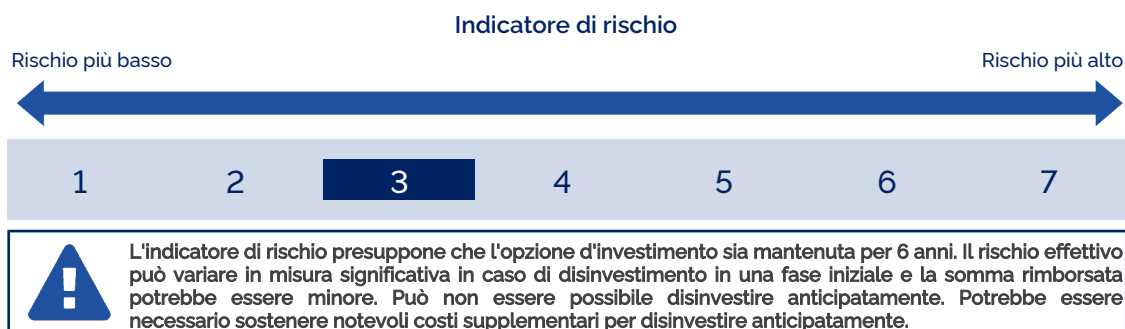 Indicatore di rischio
Rischio più basso
Rischio più alto
1 2 3 4 5 6 7
L'indicatore di rischio presuppone che l'opzione d'investimento sia mantenuta per 6 anni. Il rischio effettivo
può variare in misura significativa in caso di disinvestimento in una fase iniziale e la somma rimborsata
potrebbe essere minore. Può non essere possibile disinvestire anticipatamente. Potrebbe essere
necessario sostenere notevoli costi supplementari per disinvestire anticipatamente.